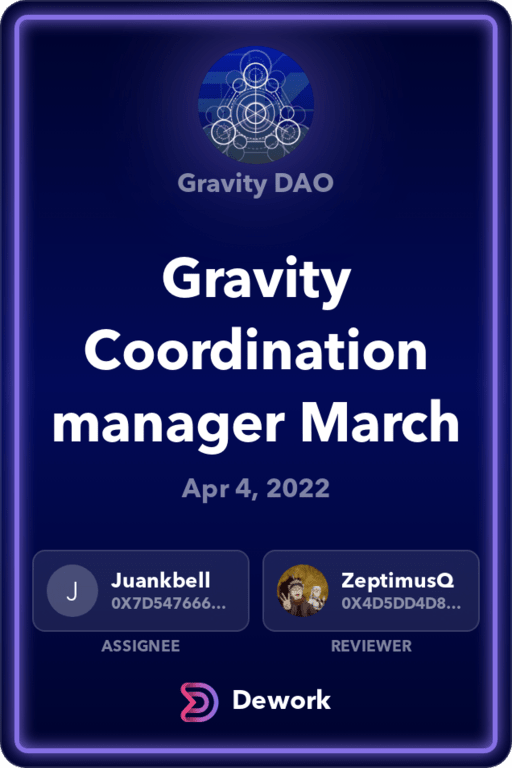 Gravity DAO
Gravity
Coordination
manager March
Apr 4, 2022
J
Juankbell
0X7D547666...
ZeptimusQ
0X4D5DD4D8...
ASSIGNEE
REVIEWER
Dework